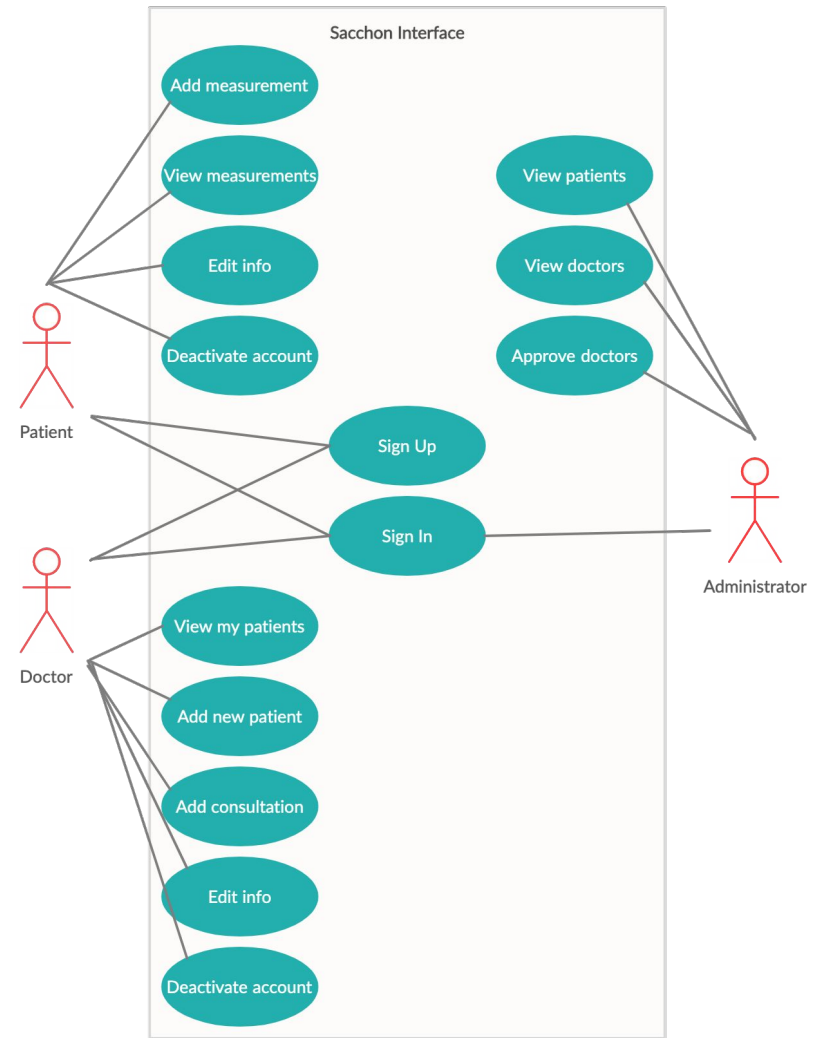 Sacchon Interface
Add measurement
View measurements
View patients
Edit info
View doctors
Deactivate account
Approve doctors
Patient
Sign Up
Sign In
Administrator
Doctor
View my patients
Add new patient
Add consultation
Edit info
Deactivate account